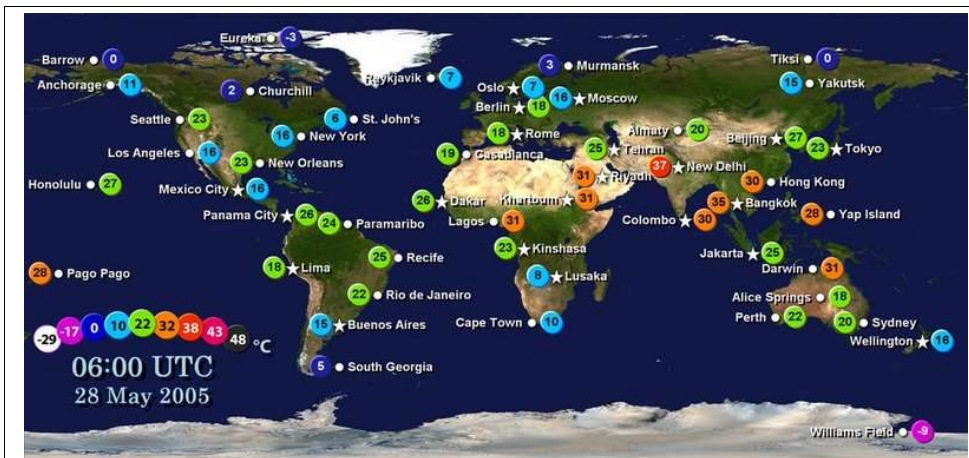 Eureka -3
Barrow 0
Tiksi 0
Murmansk 3
Reykjavik 7
Anchorage 11
Yakutsk 15
Churchill 2
Oslo 7
Moscow 16
Berlin 18
Seattle 23
St. John's 6
New York 16
Rome 18
Almaty 20
Beijing 27
Tokyo 23
Los Angeles 16
New Orleans 23
Casablanca 19
Tehran 25
New Delhi 37
Honolulu 27
Mexico City 16
Riyadh 31
Hong Kong 30
Dakar 26
Khartoum 31
Bangkok 35
Panama City 26
Paramaribo 24
Lagos 31
Colombo 30
Yap Island 28
Kinshasa 23
Jakarta 25
Recife 25
Lima 18
Pago Pago 28
Lusaka 8
Darwin 31
Rio de Janeiro 22
Alice Springs 18
Buenos Aires 15
Cape Town 10
Perth 22
Sydney 20
Wellington 16
-29 -17 0 10 22 32 38 43 48 °C
South Georgia 5
06:00 UTC
28 May 2005
Williams Field -9